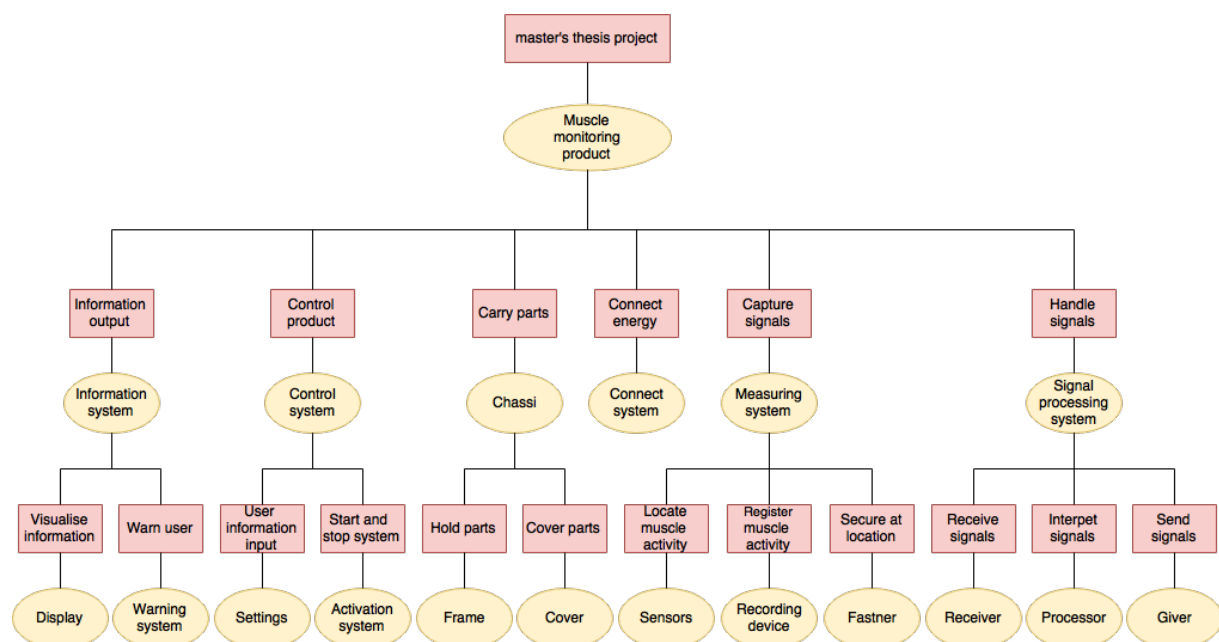 master's thesis project
Muscle
monitoring
product
Information
output
Control
product
Carry parts
Connect
energy
Capture
signals
Handle
signals
Information
system
Control
system
Chassi
Connect
system
Measuring
system
Signal
processing
system
Visualise
information
Warn user
User
information
input
Start and
stop system
Hold parts
Cover parts
Locate
muscle
activity
Register
muscle
activity
Secure at
location
Receive
signals
Interpet
signals
Send
signals
Display
Warning
system
Settings
Activation
system
Frame
Cover
Sensors
Recording
device
Fastner
Receiver
Processor
Giver